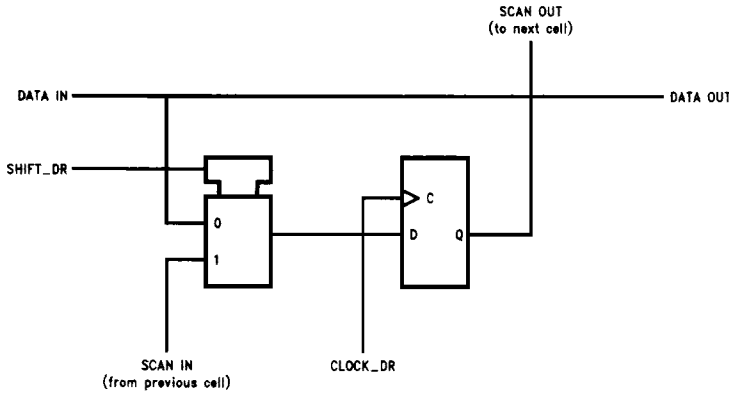 SCAN OUT
(to next cell)
DATA IN
DATA OUT
SHIFT_DR
C
0
D
Q
1
SCAN IN
(from previous cell)
CLOCK_DR